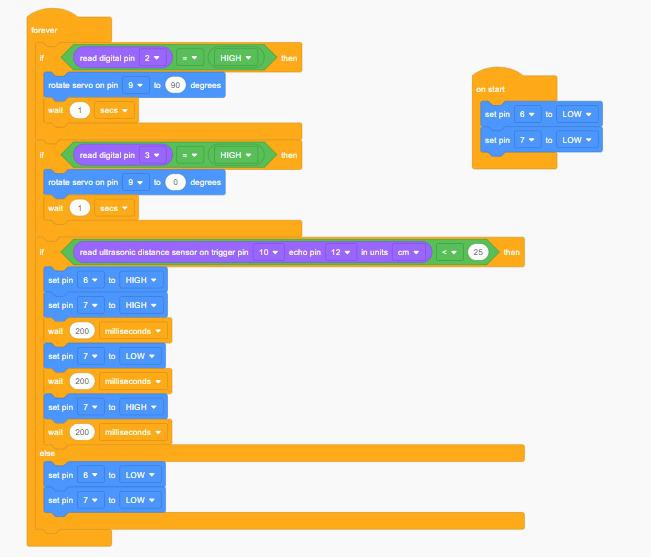 forever
if read digital pin 2 = HIGH then
rotate servo on pin 9 to 90 degrees
wait 1 secs
if read digital pin 3 = HIGH then
rotate servo on pin 9 to 0 degrees
wait 1 secs
if read ultrasonic distance sensor on trigger pin 10 echo pin 12 in units cm < 25 then
set pin 6 to HIGH
set pin 7 to HIGH
wait 200 milliseconds
set pin 7 to LOW
wait 200 milliseconds
set pin 7 to HIGH
wait 200 milliseconds
else
set pin 6 to LOW
set pin 7 to LOW
on start
set pin 6 to LOW
set pin 7 to LOW